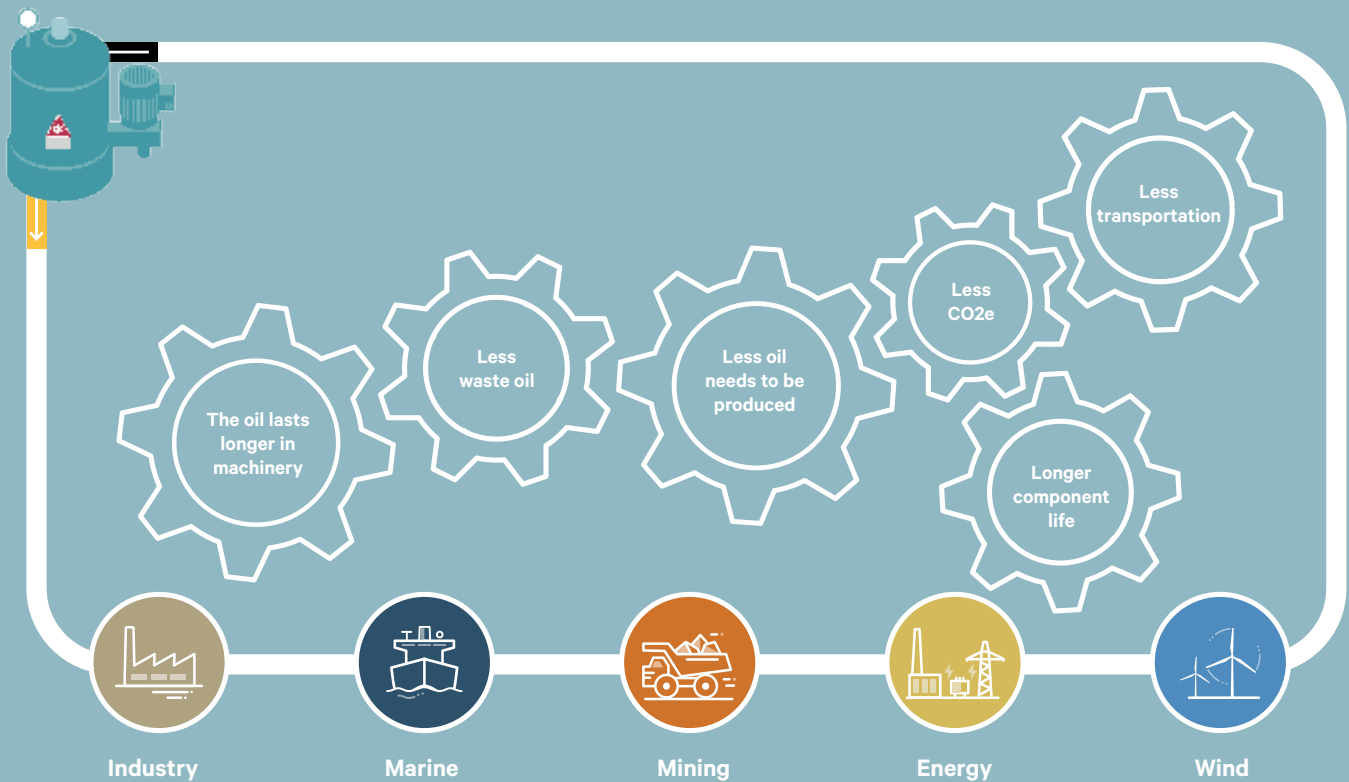 The oil lasts
longer in
machinery
Less
waste oil
Less oil
needs to be
produced
Less
CO2e
Less
transportation
Longer
component
life
Industry
Marine
Mining
Energy
Wind